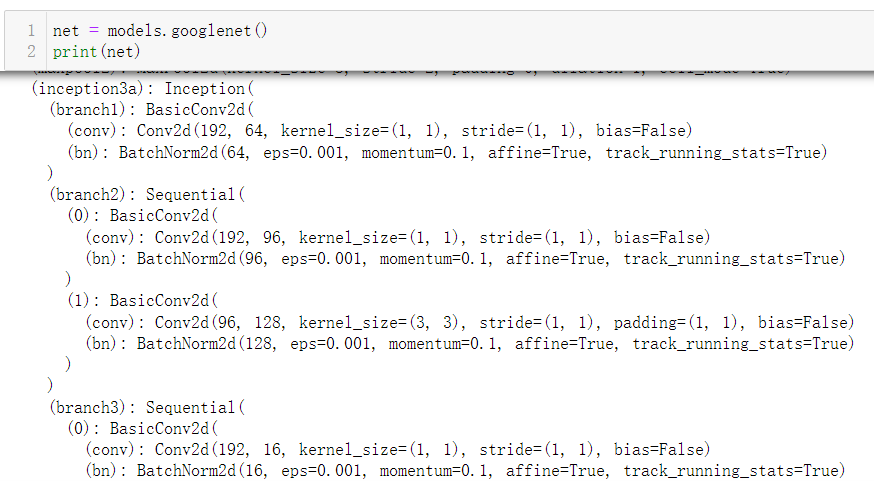 1 net = models.googlenet()
2 print(net)
(inception3a): Inception(
(branch1): BasicConv2d(
(conv): Conv2d(192, 64, kernel_size=(1, 1), stride=(1, 1), bias=False)
(bn): BatchNorm2d(64, eps=0.001, momentum=0.1, affine=True, track_running_stats=True)
)
(branch2): Sequential(
(0): BasicConv2d(
(conv): Conv2d(192, 96, kernel_size=(1, 1), stride=(1, 1), bias=False)
(bn): BatchNorm2d(96, eps=0.001, momentum=0.1, affine=True, track_running_stats=True)
)
(1): BasicConv2d(
(conv): Conv2d(96, 128, kernel_size=(3, 3), stride=(1, 1), padding=(1, 1), bias=False)
(bn): BatchNorm2d(128, eps=0.001, momentum=0.1, affine=True, track_running_stats=True)
)
)
(branch3): Sequential(
(0): BasicConv2d(
(conv): Conv2d(192, 16, kernel_size=(1, 1), stride=(1, 1), bias=False)
(bn): BatchNorm2d(16, eps=0.001, momentum=0.1, affine=True, track_running_stats=True)